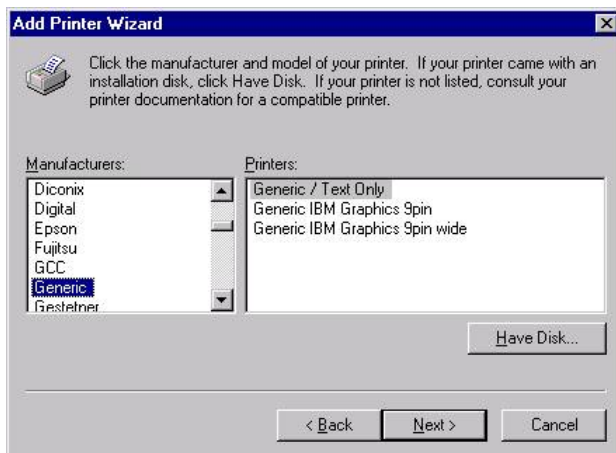 Add Printer Wizard
Click the manufacturer and model of your printer. If your printer came with an
installation disk, click Have Disk. If your printer is not listed, consult your
printer documentation for a compatible printer.
Manufacturers:
Diconix
Digital
Epson
Fujitsu
GCC
Generic
Gestetner
Printers:
Generic / Text Only
Generic IBM Graphics 9pin
Generic IBM Graphics 9pin wide
Have Disk...
< Back
Next >
Cancel